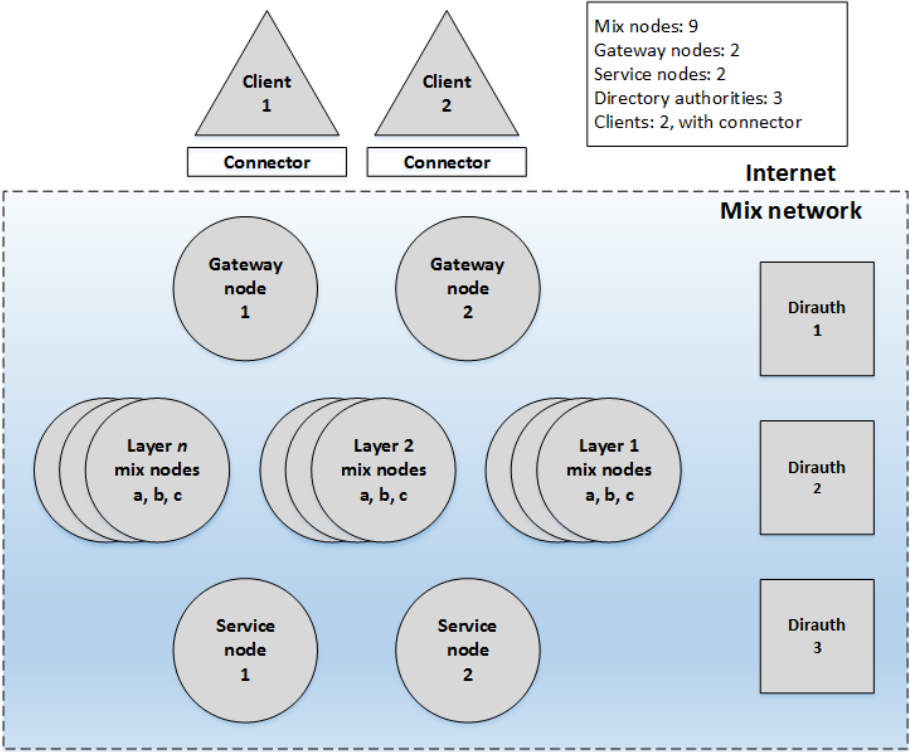 Client
1
Client
2
Mix nodes: 9
Gateway nodes: 2
Service nodes: 2
Directory authorities: 3
Clients: 2, with connector
Connector
Connector
Internet
Mix network
Gateway
node
1
Gateway
node
2
Dirauth
1
Layer n
mix nodes
a, b, c
Layer 2
mix nodes
a, b, c
Layer 1
mix nodes
a, b, c
Dirauth
2
Service
node
1
Service
node
2
Dirauth
3